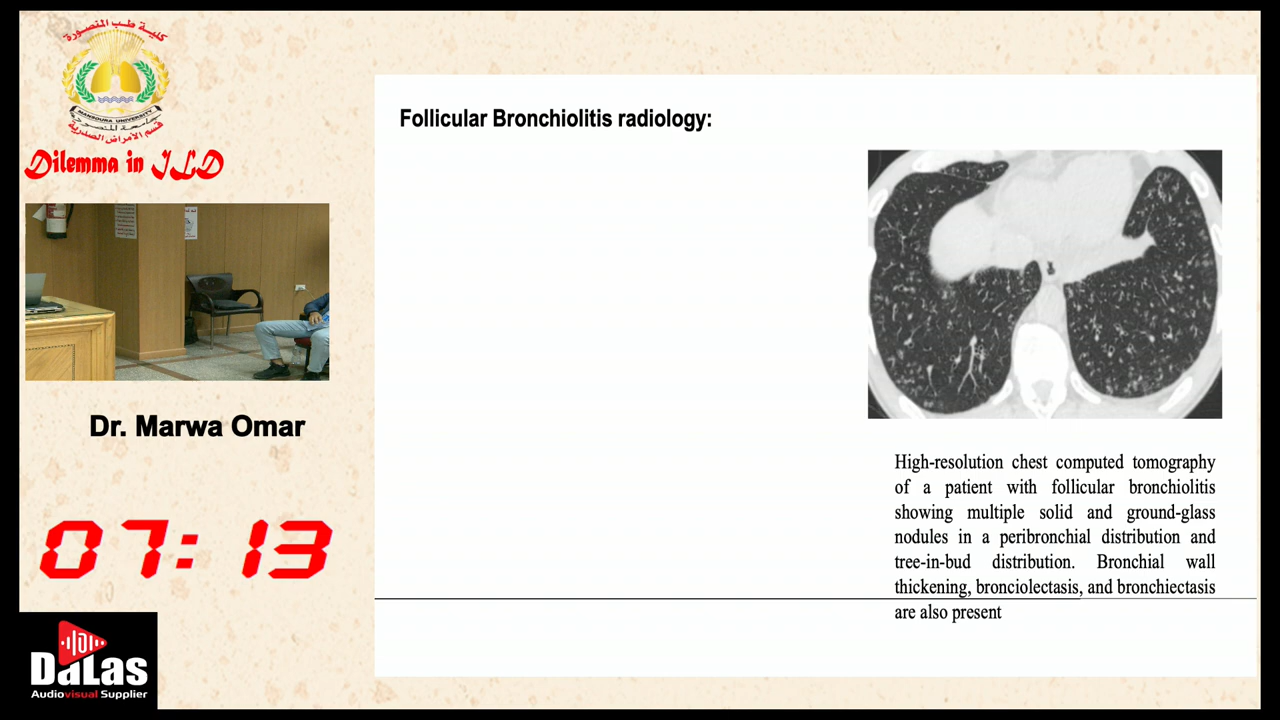 كلية طب المنصورة
MANSOURA UNIVERSITY
جامعة المنصورة
قسم الأمراض الصدرية
Dilemma in ILD
Dr. Marwa Omar
07:13
DaLas
Audiovisual Supplier
Follicular Bronchiolitis radiology:
High-resolution chest computed tomography
of a patient with follicular bronchiolitis
showing multiple solid and ground-glass
nodules in a peribronchial distribution and
tree-in-bud distribution. Bronchial wall
thickening, bronciolectasis, and bronchiectasis
are also present